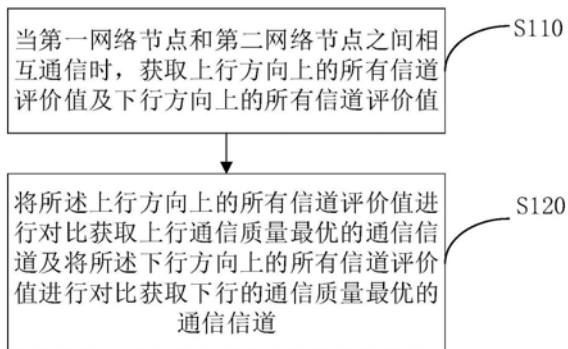 当第一网络节点和第二网络节点之间相
互通信时，获取上行方向上的所有信道
评价值及下行方向上的所有信道评价值
S110
将所述上行方向上的所有信道评价值进
行对比获取上行通信质量最优的通信信
道及将所述下行方向上的所有信道评价
值进行对比获取下行的通信质量最优的
通信信道
S120